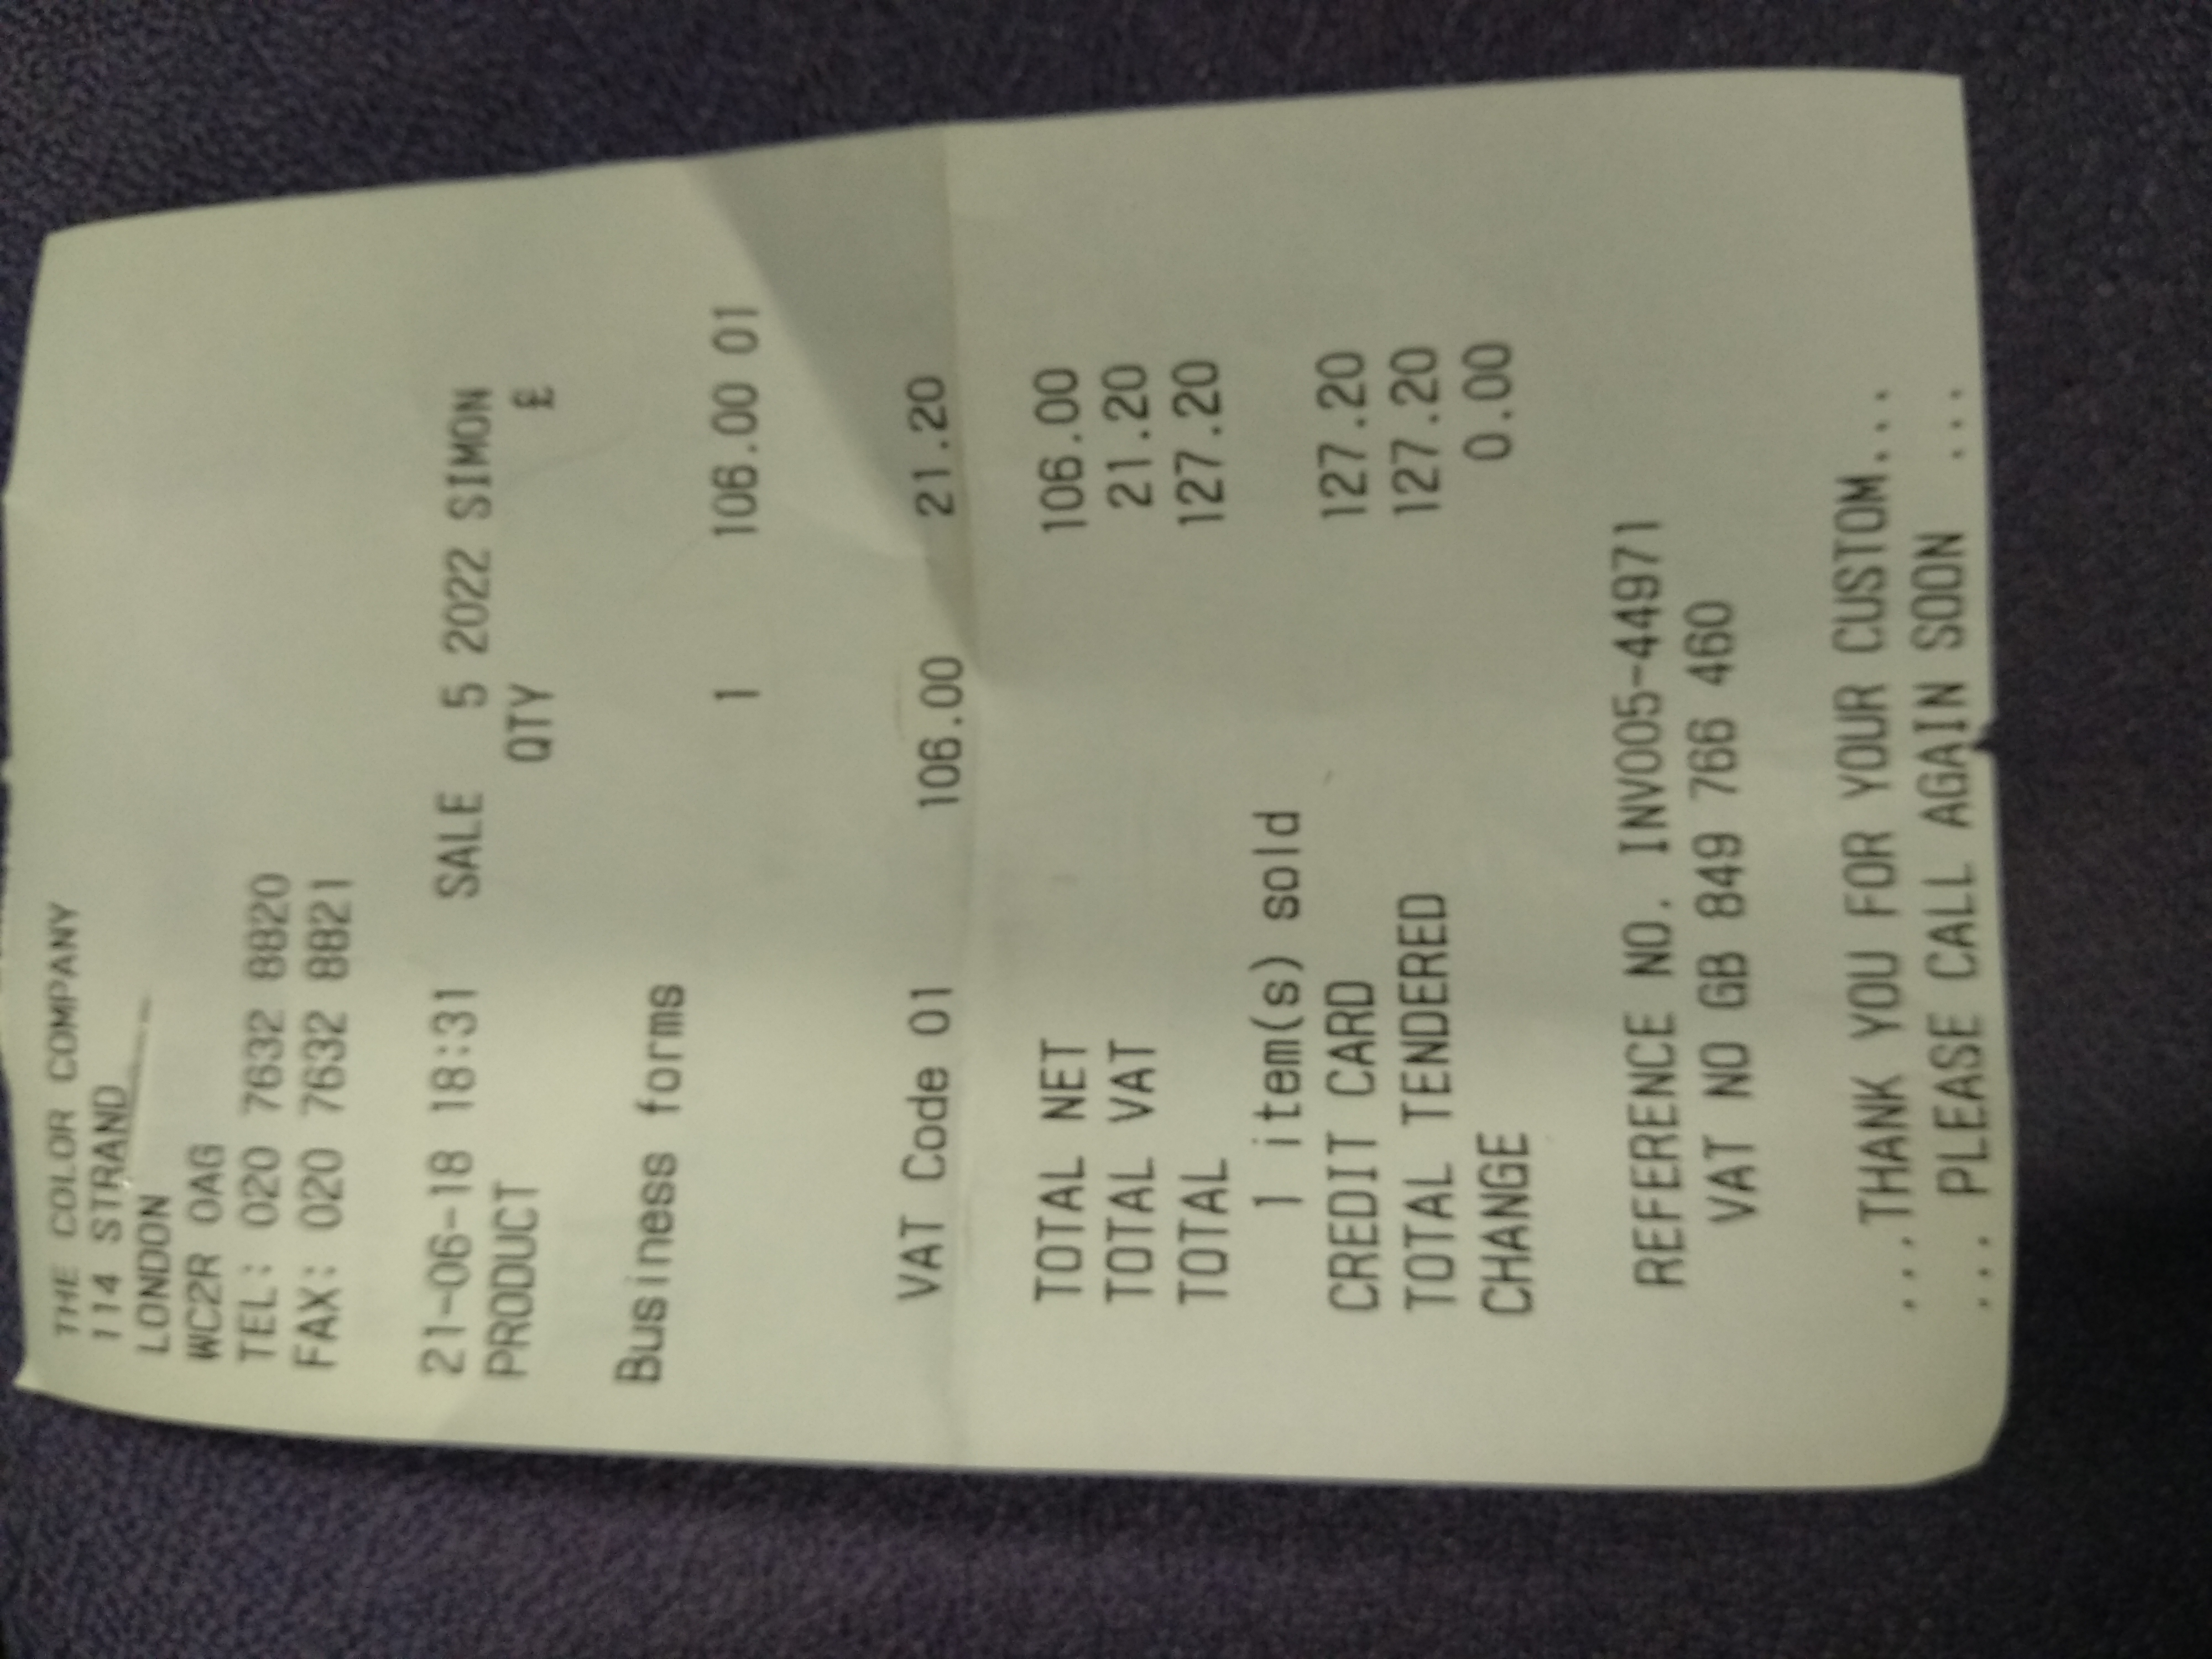 THE COLOR COMPANY
114 STRAND
LONDON
WC2R 0AG
TEL: 020 7632 8820
FAX: 020 7632 8821
21-06-18 18:31 SALE 5 2022 SIMON
PRODUCT QTY £
Business forms
1 106.00 01
VAT Code 01 106.00 21.20
TOTAL NET 106.00
TOTAL VAT 21.20
TOTAL 127.20
1 item(s) sold
CREDIT CARD 127.20
TOTAL TENDERED 127.20
CHANGE 0.00
REFERENCE NO. INV005-44971
VAT NO GB 849 766 460
...THANK YOU FOR YOUR CUSTOM...
... PLEASE CALL AGAIN SOON ...